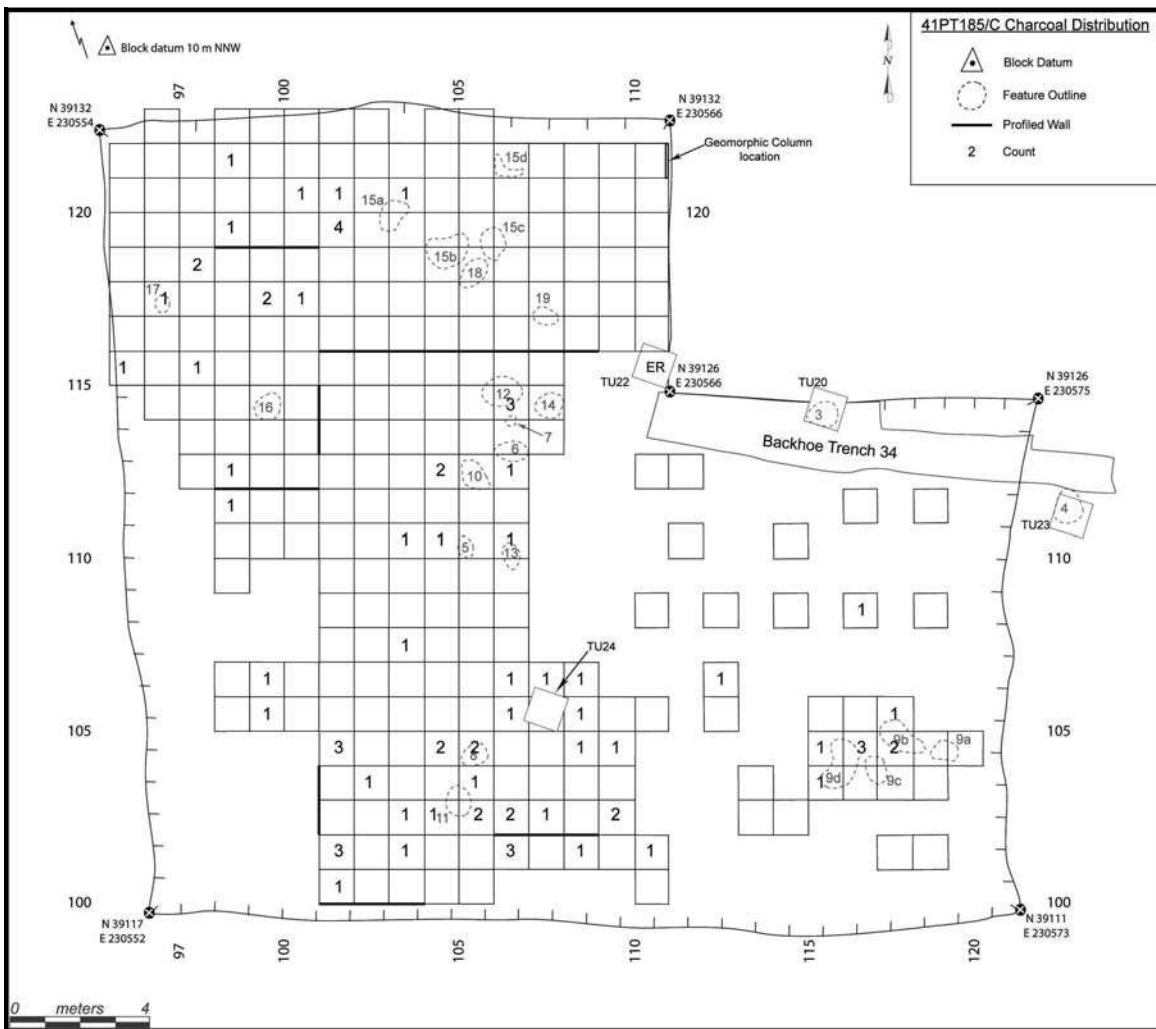 41PT185/C Charcoal Distribution
Block Datum
Feature Outline
Profiled Wall
2 Count
Block datum 10 m NNW
N
97 100 105 110
N 39132
E 230554
N 39132
E 230566
Geomorphic Column
location
1 15d
15a 1 1 1
120 1 4 15c 120
15b
2 18
17 1 2 1 19
1 1 ER N 39126
E 230566
TU22 TU20 N 39126
E 230575
115 12
16 3 14 3
7 Backhoe Trench 34
6
1 2 10 1
1 4
TU23
1 1 5 1 13
110 110
1
1
TU24
1 1 1 1 1
1 1 1 1
105 9b 9a 105
3 2 2 8 1 1 1 3 2
1 1 1 9d 9c
1 1 11 2 2 1 2
3 1 3 1 1
1
100 100
N 39117
E 230552
N 39111
E 230573
97 100 105 110 115 120
0 meters 4